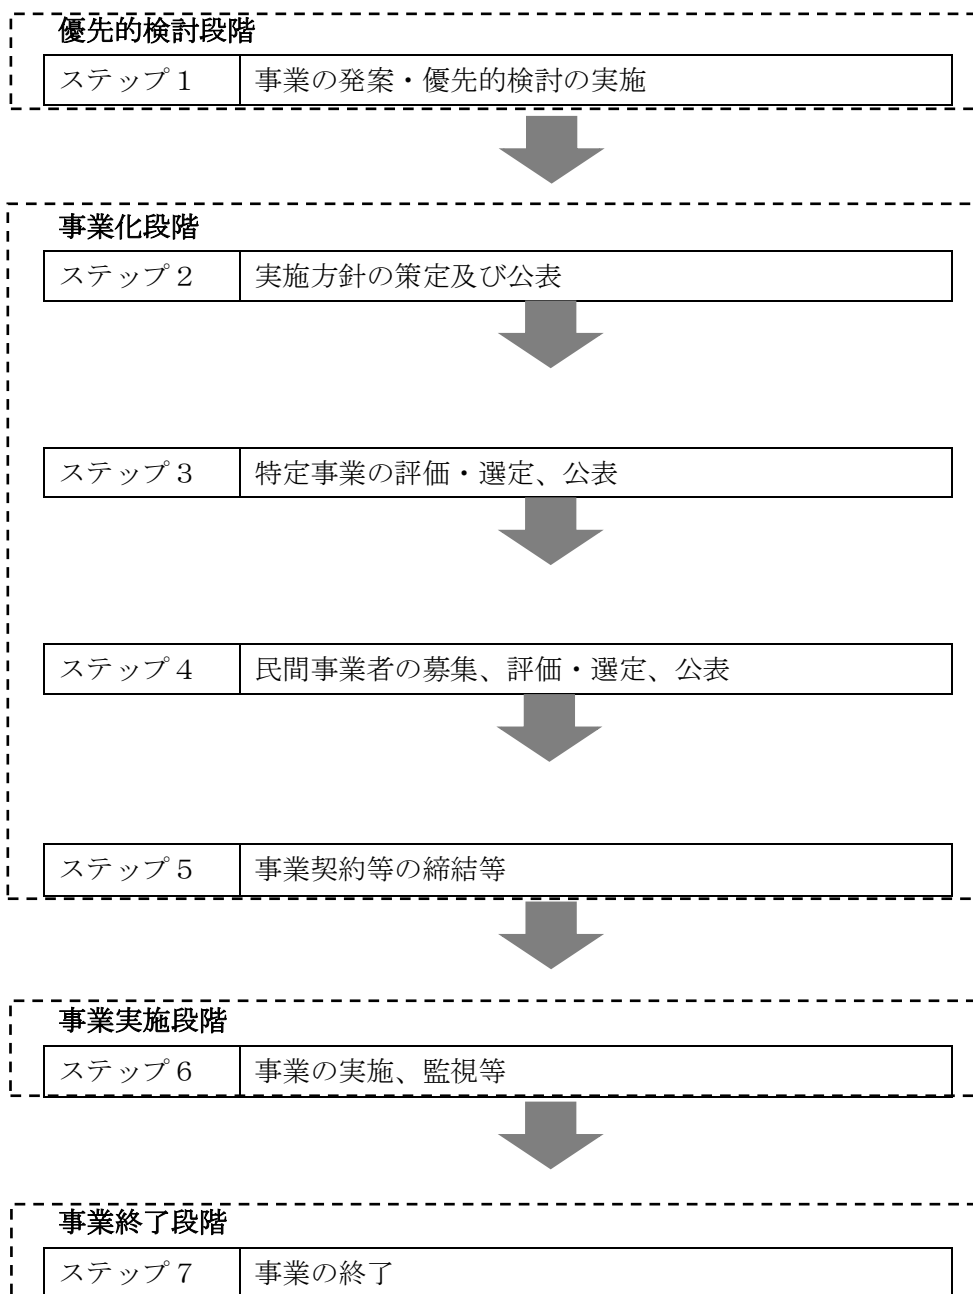 優先的検討段階
ステップ１ 事業の発案・優先的検討の実施
事業化段階
ステップ２ 実施方針の策定及び公表
ステップ３ 特定事業の評価・選定、公表
ステップ４ 民間事業者の募集、評価・選定、公表
ステップ５ 事業契約等の締結等
事業実施段階
ステップ６ 事業の実施、監視等
事業終了段階
ステップ７ 事業の終了